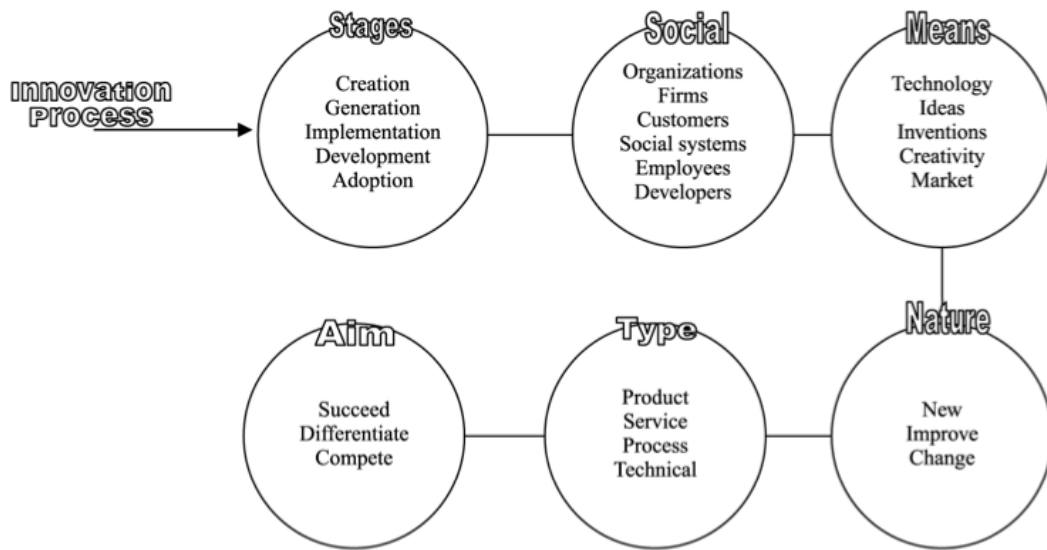 Innovation
Process
Stages
Creation
Generation
Implementation
Development
Adoption
Social
Organizations
Firms
Customers
Social systems
Employees
Developers
Means
Technology
Ideas
Inventions
Creativity
Market
Nature
New
Improve
Change
Type
Product
Service
Process
Technical
Aim
Succeed
Differentiate
Compete